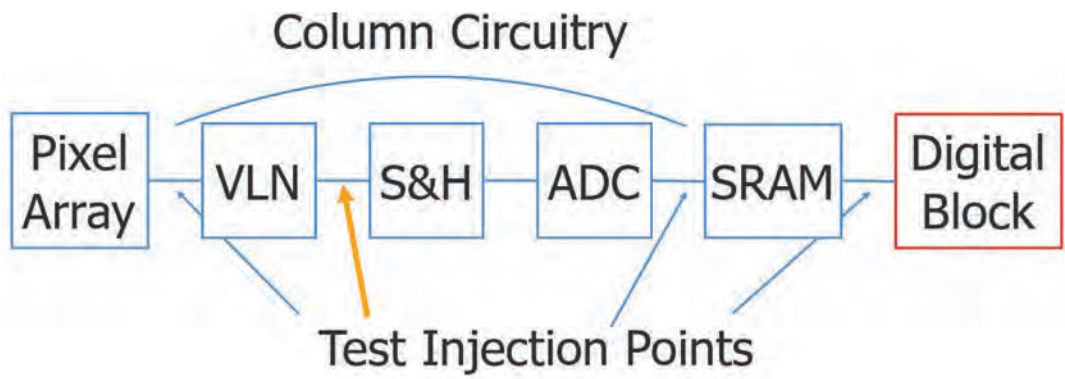 Column Circuitry
Pixel
Array
VLN
S&H
ADC
SRAM
Digital
Block
Test Injection Points